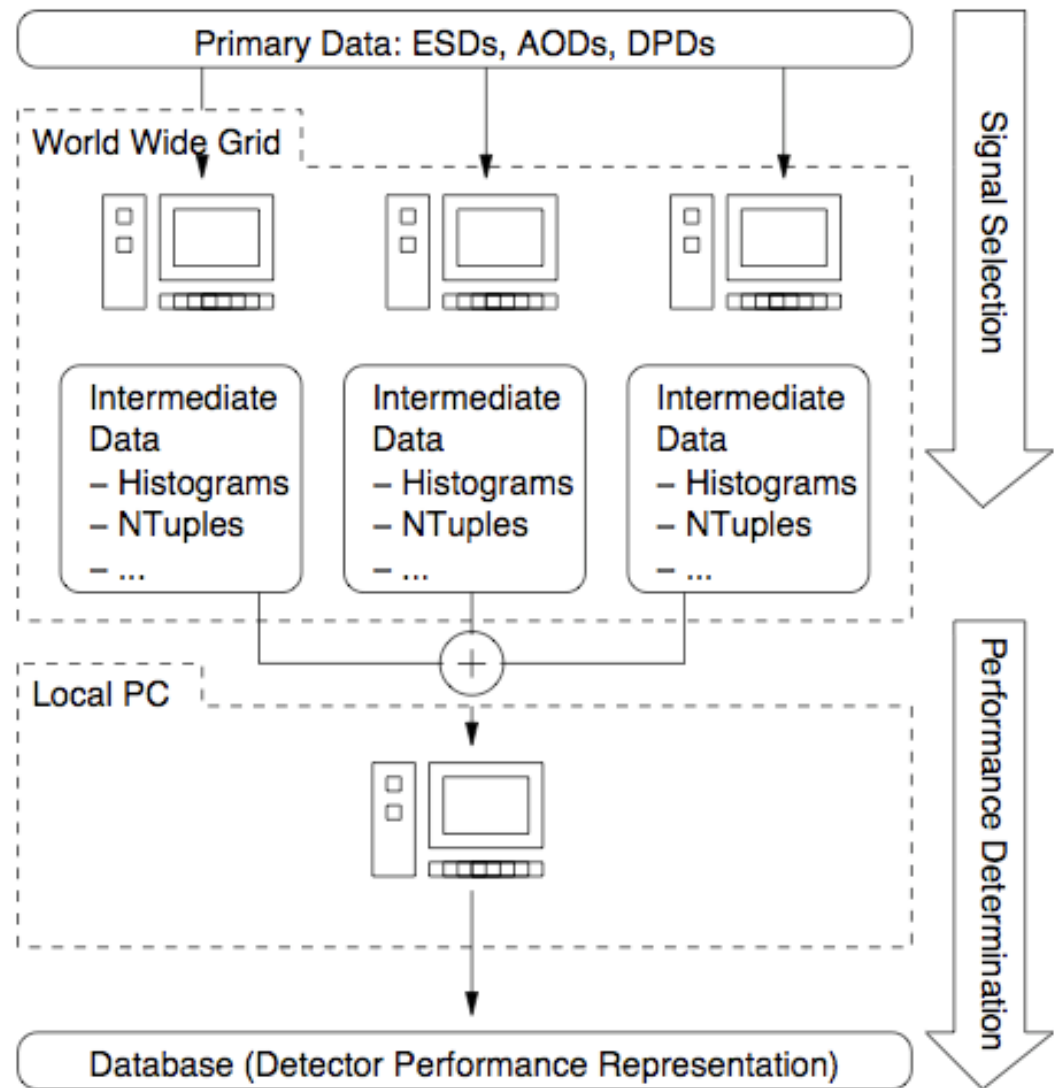 Primary Data: ESDs, AODs, DPDs
World Wide Grid
Signal Selection
Intermediate
Data
– Histograms
– NTuples
– ...
Intermediate
Data
– Histograms
– NTuples
– ...
Intermediate
Data
– Histograms
– NTuples
– ...
+
Local PC
Performance Determination
Database (Detector Performance Representation)